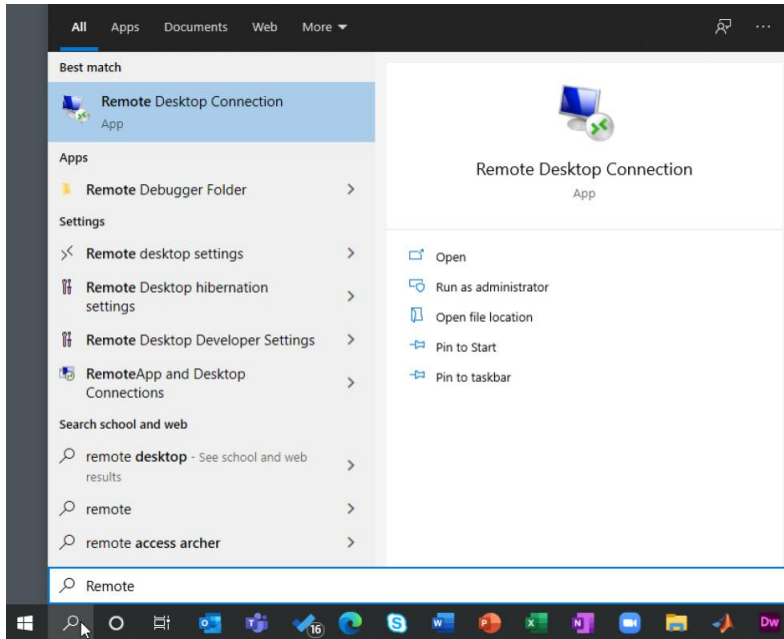 All Apps Documents Web More
Best match
Remote Desktop Connection
App
Apps
Remote Debugger Folder
Settings
Remote desktop settings
Remote Desktop hibernation
settings
Remote Desktop Developer Settings
RemoteApp and Desktop
Connections
Search school and web
remote desktop - See school and web
results
remote
remote access archer
Remote
Remote Desktop Connection
App
Open
Run as administrator
Open file location
Pin to Start
Pin to taskbar
16
S
W
P
X
N
Dw